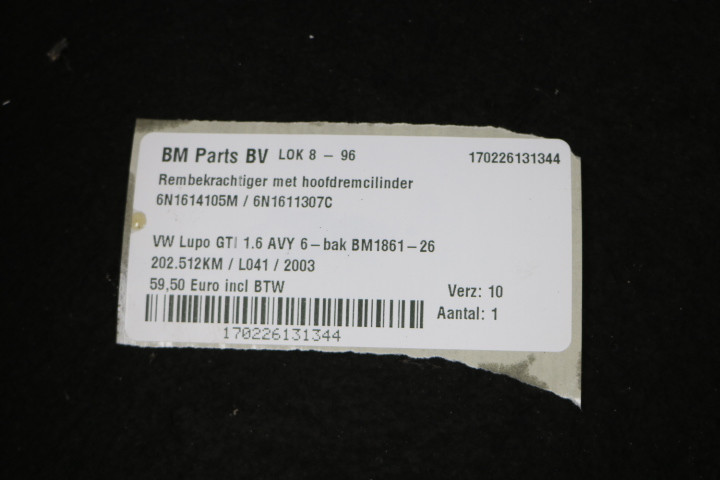 BM Parts BV LOK 8 - 96 170226131344
Rembekrachtiger met hoofdremcilinder
6N1614105M / 6N1611307C
VW Lupo GTI 1.6 AVY 6-bak BM1861-26
202.512KM / L041 / 2003
59,50 Euro incl BTW
Verz: 10
Aantal: 1
170226131344